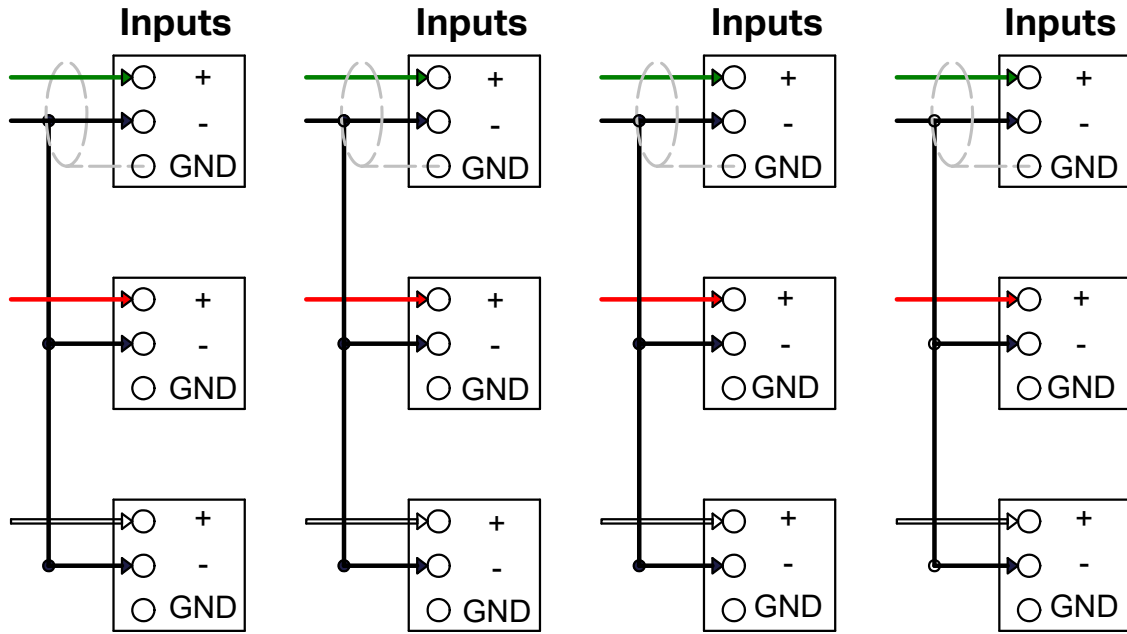 Inputs Inputs Inputs Inputs
+ + + +
- - - -
GND GND GND GND
+ + + +
- - - -
GND GND GND GND
+ + + +
- - - -
GND GND GND GND